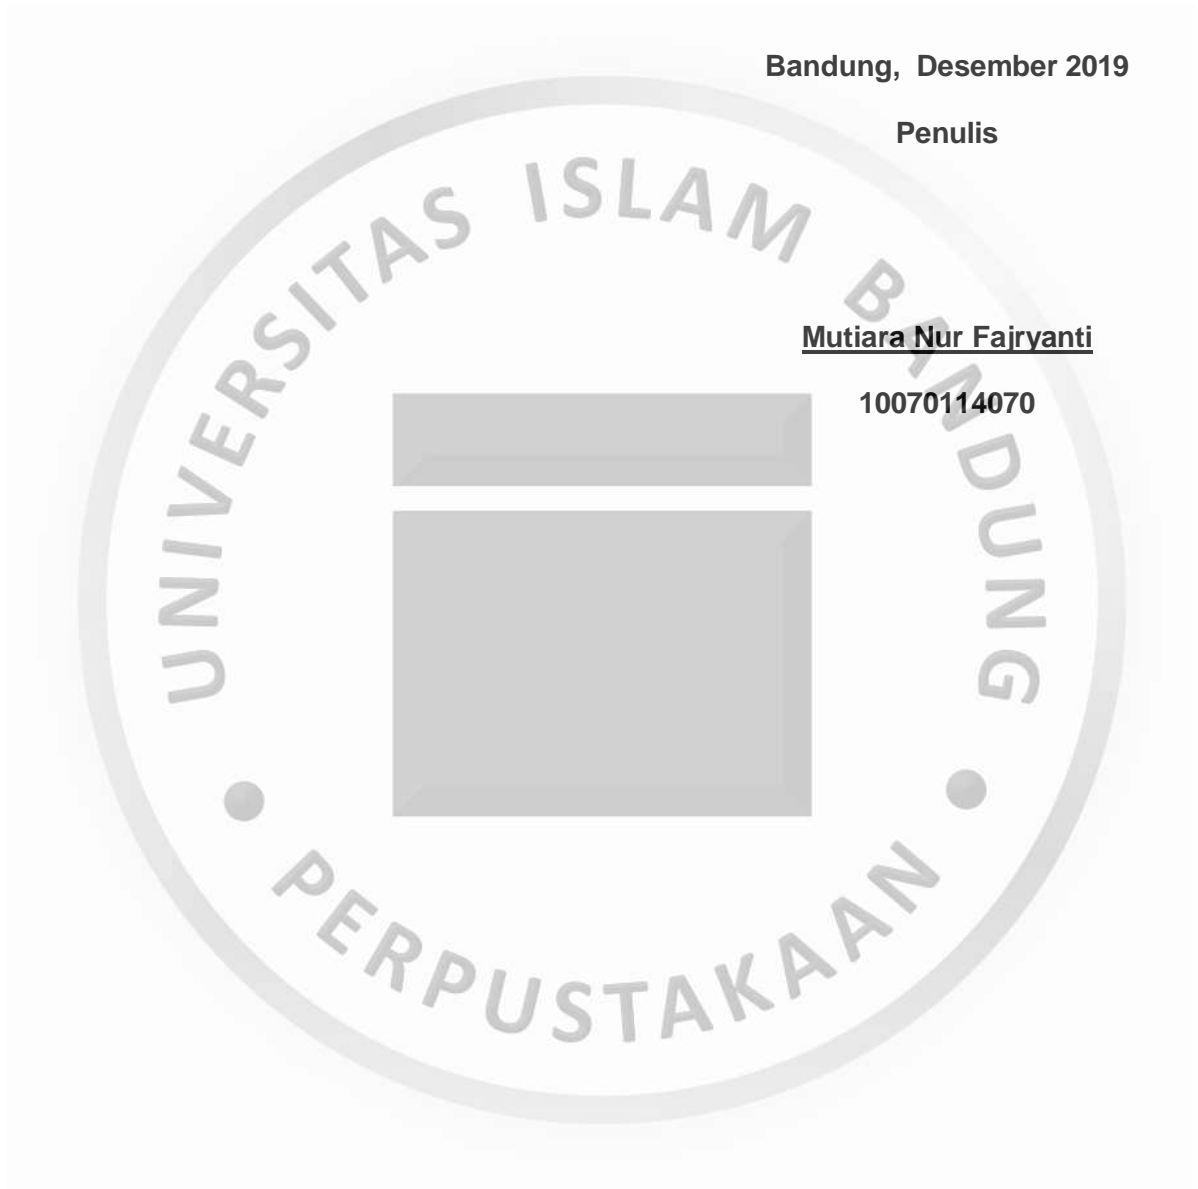 Bandung,  Desember 2019
Penulis
UNIVERSITAS ISLAM BANDUNG
Mutiara Nur Fajryanti
10070114070
PERPUSTAKAAN